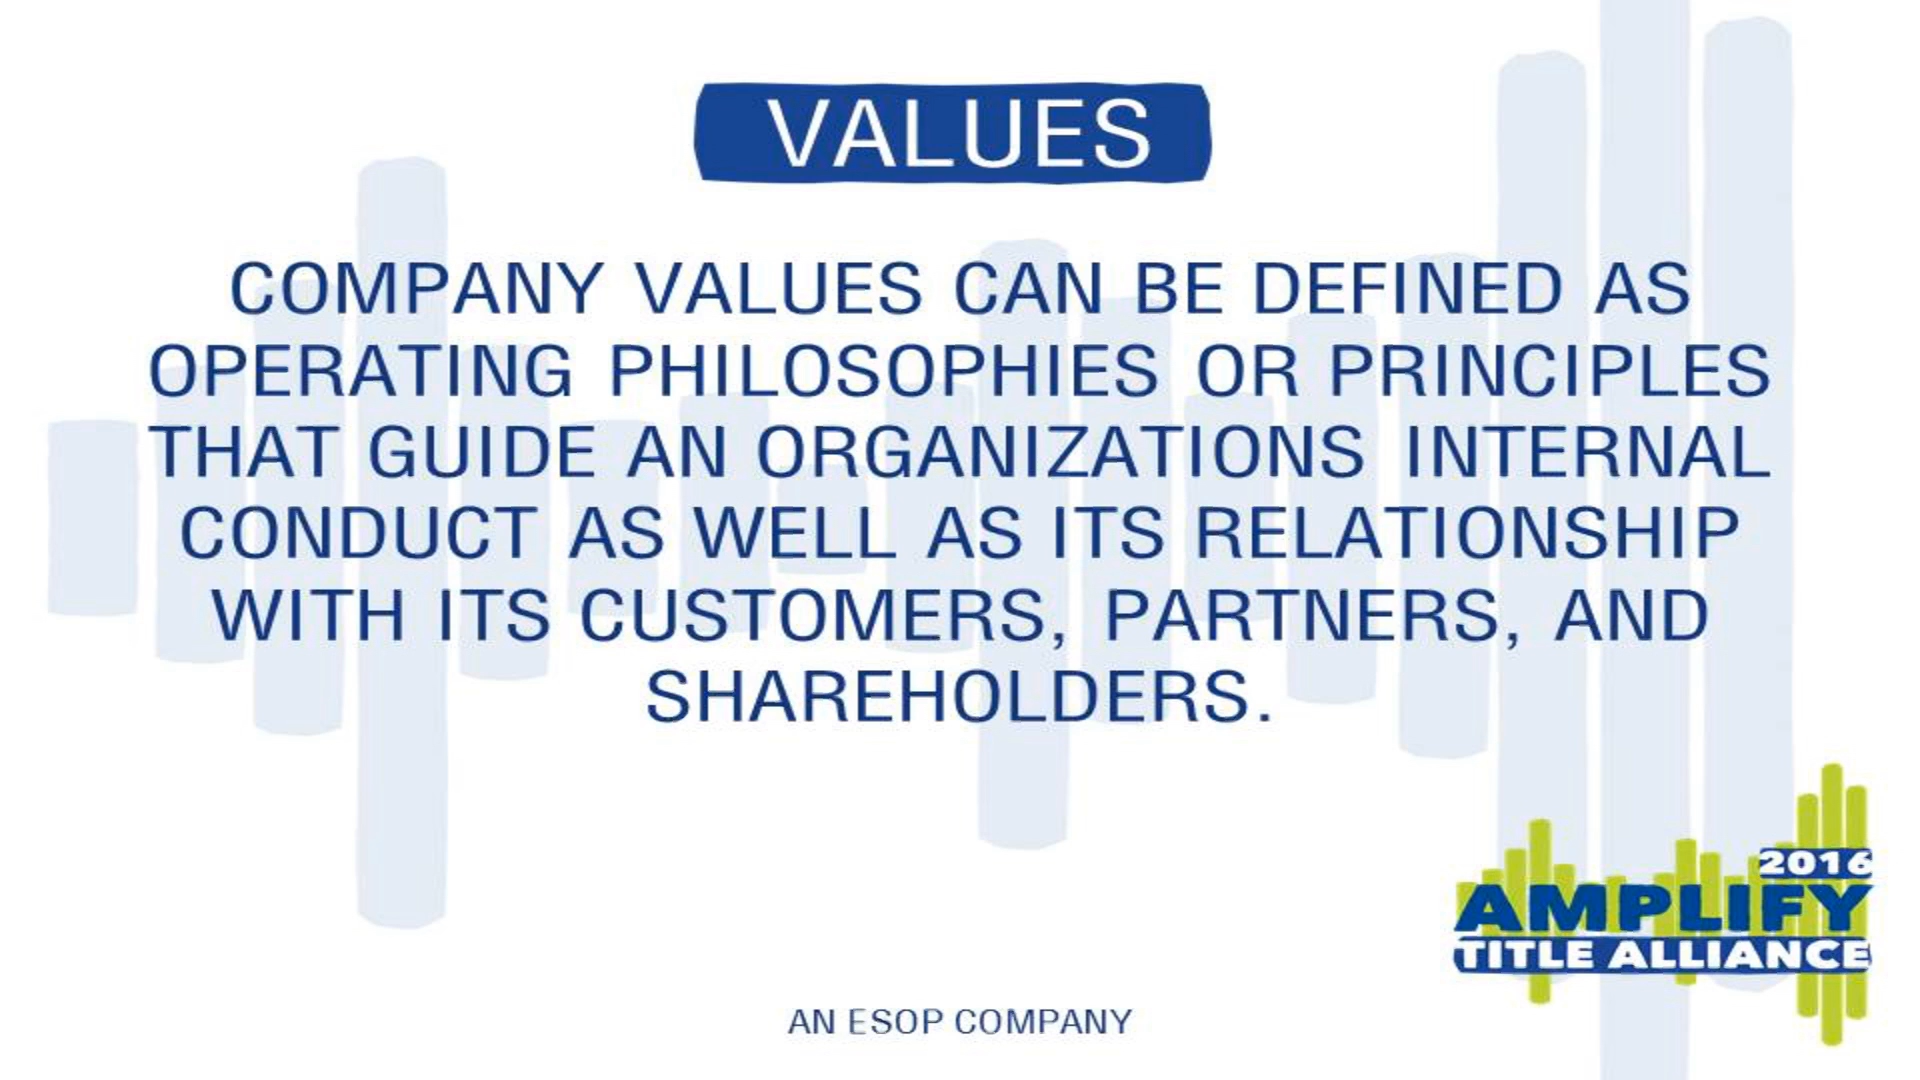 VALUES
COMPANY VALUES CAN BE DEFINED AS
OPERATING PHILOSOPHIES OR PRINCIPLES
THAT GUIDE AN ORGANIZATIONS INTERNAL
CONDUCT AS WELL AS ITS RELATIONSHIP
WITH ITS CUSTOMERS, PARTNERS, AND
SHAREHOLDERS.
2016
AMPLIFY
TITLE ALLIANCE
AN ESOP COMPANY